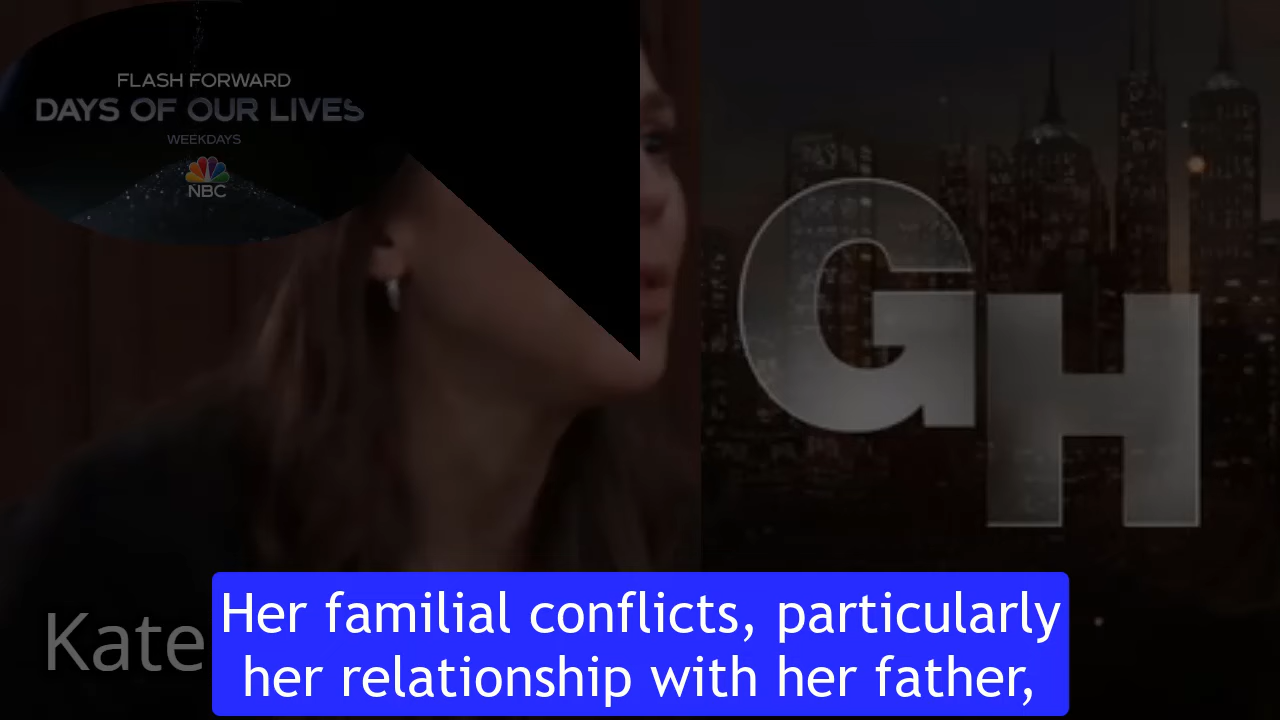 FLASH FORWARD
DAYS OF OUR LIVES
WEEKDAYS
NBC
GH
Kate
Her familial conflicts, particularly
her relationship with her father,